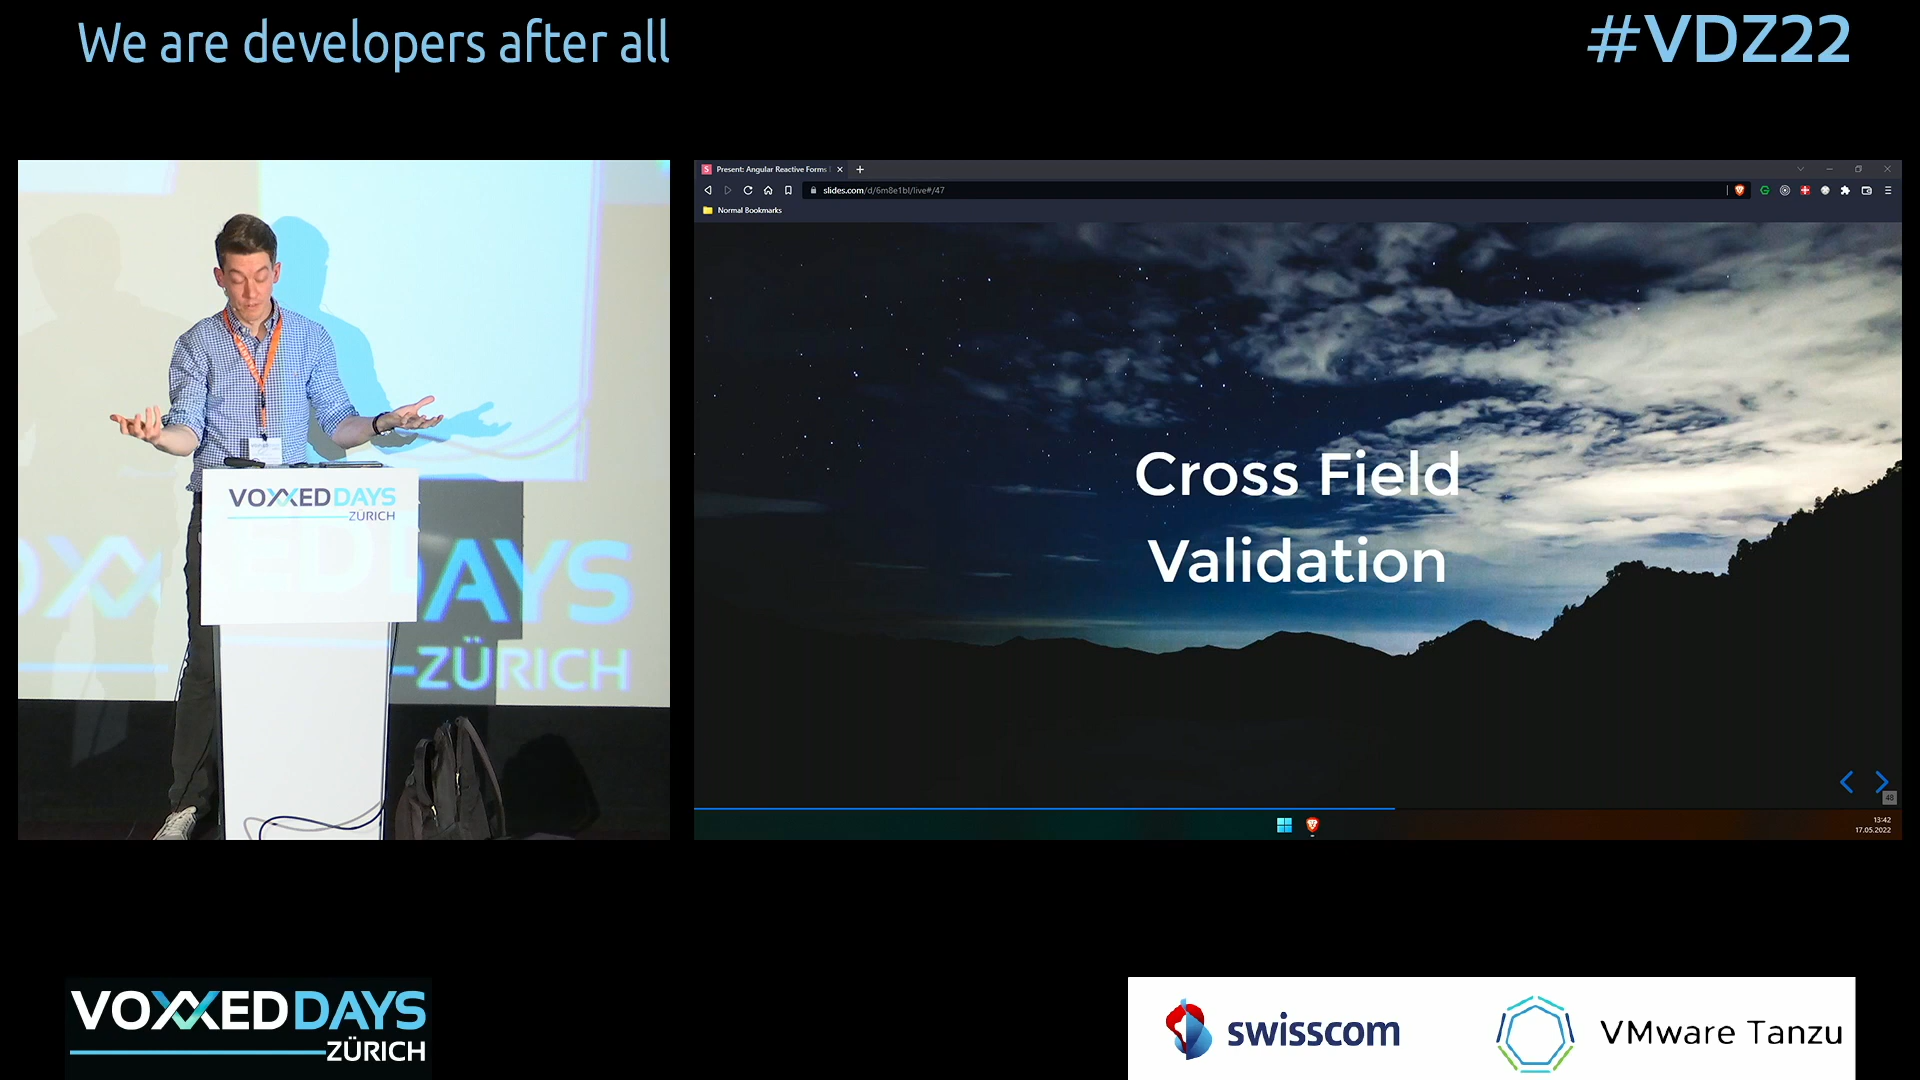 We are developers after all
#VDZ22
VOXXED DAYS
ZÜRICH
DAYS
ZÜRICH
Present: Angular Reactive Forms
slides.com/d/6m8e1bl/live#/47
Normal Bookmarks
Cross Field
Validation
48
13:42
17.05.2022
VOXXED DAYS
ZÜRICH
swisscom
VMware Tanzu